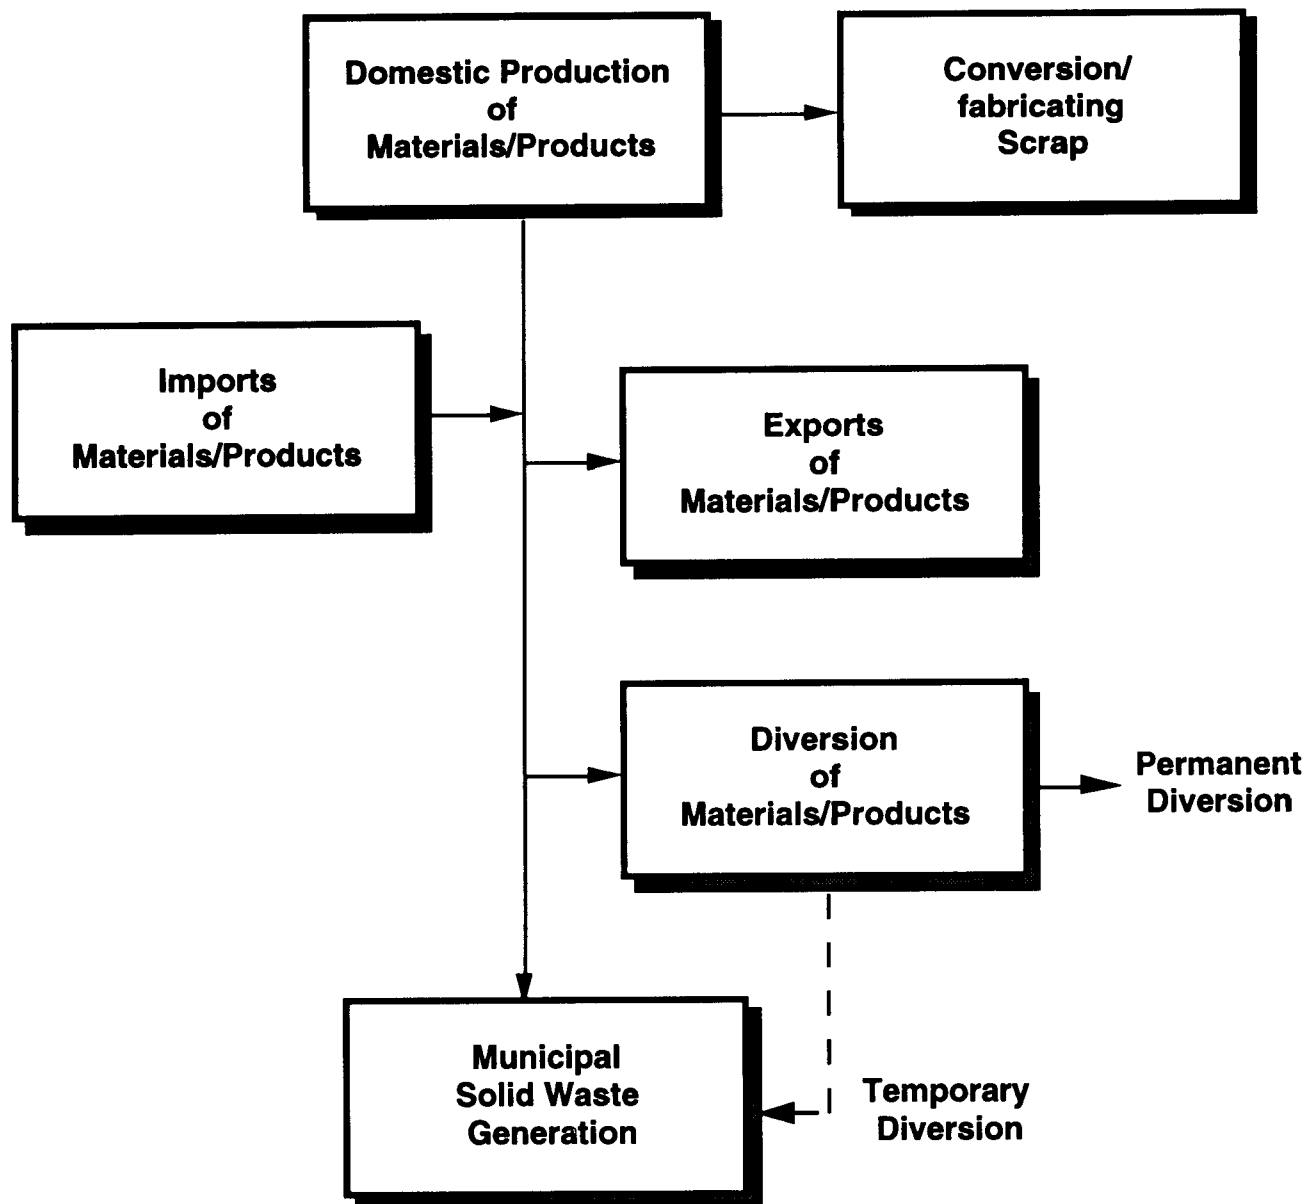 Domestic Production
of
Materials/Products
Conversion/
fabricating
Scrap
Imports
of
Materials/Products
Exports
of
Materials/Products
Diversion
of
Materials/Products
Permanent
Diversion
Municipal
Solid Waste
Generation
Temporary
Diversion